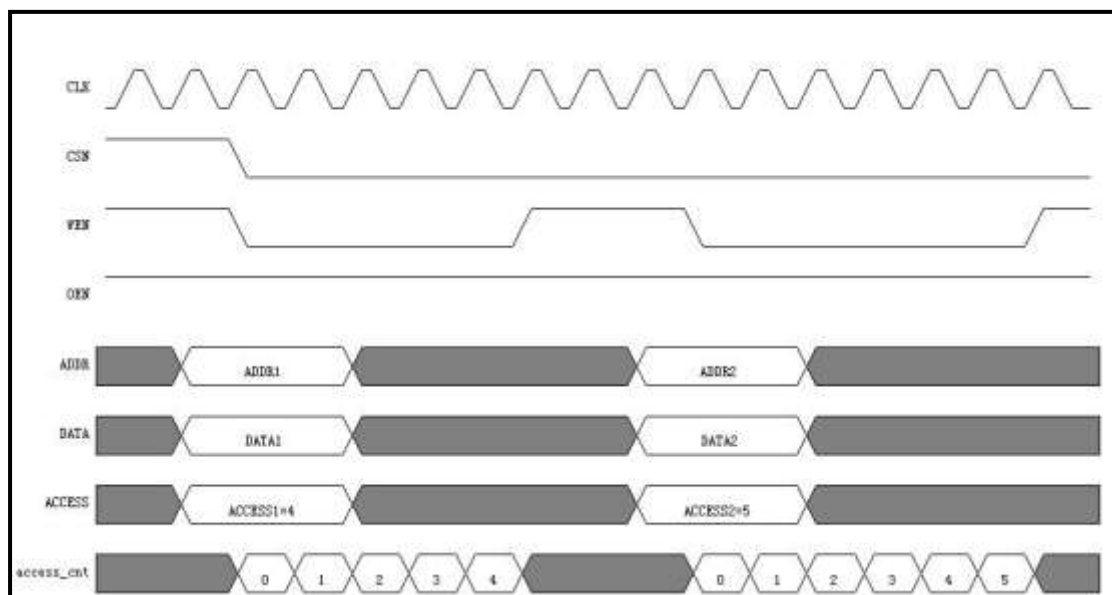 CLK
CSN
WEN
OEN
ADDR ADDR1 ADDR2
DATA DATA1 DATA2
ACCESS ACCESS1=4 ACCESS2=5
access_cnt 0 1 2 3 4 0 1 2 3 4 5